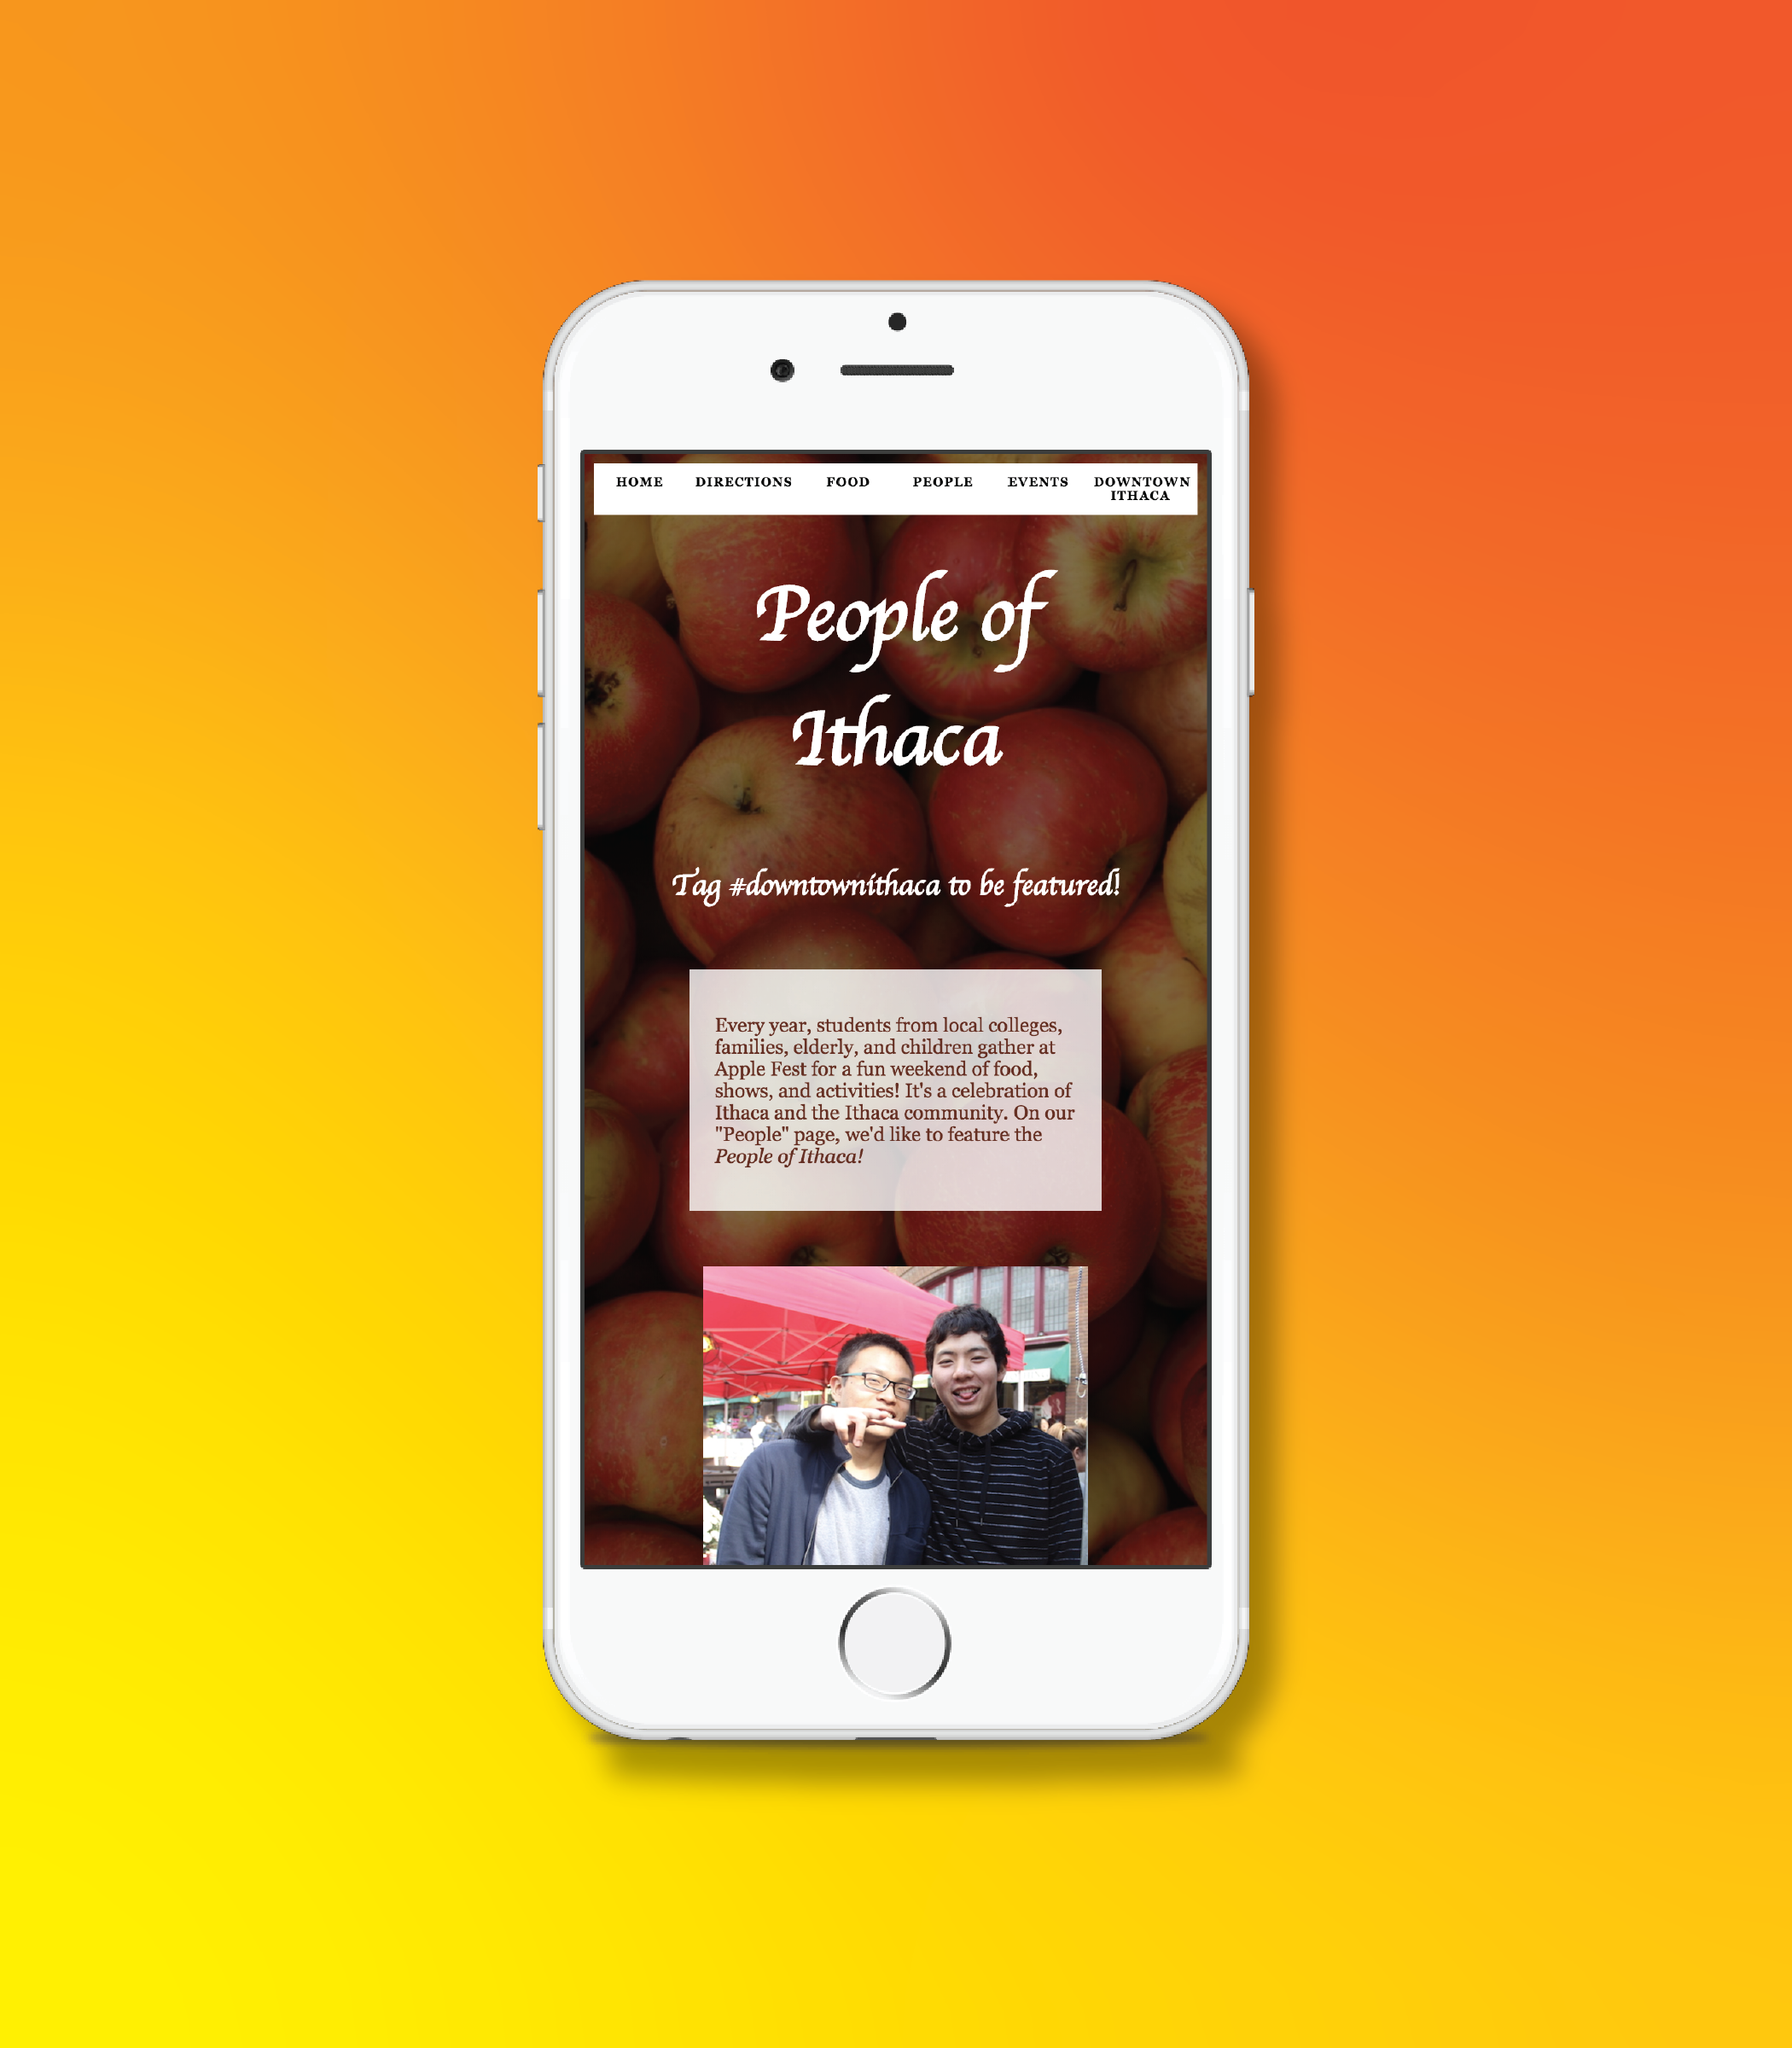 HOME DIRECTIONS FOOD PEOPLE EVENTS DOWNTOWN
ITHACA
People of
Ithaca
Tag #downtownithaca to be featured!
Every year, students from local colleges,
families, elderly, and children gather at
Apple Fest for a fun weekend of food,
shows, and activities! It's a celebration of
Ithaca and the Ithaca community. On our
"People" page, we'd like to feature the
People of Ithaca!